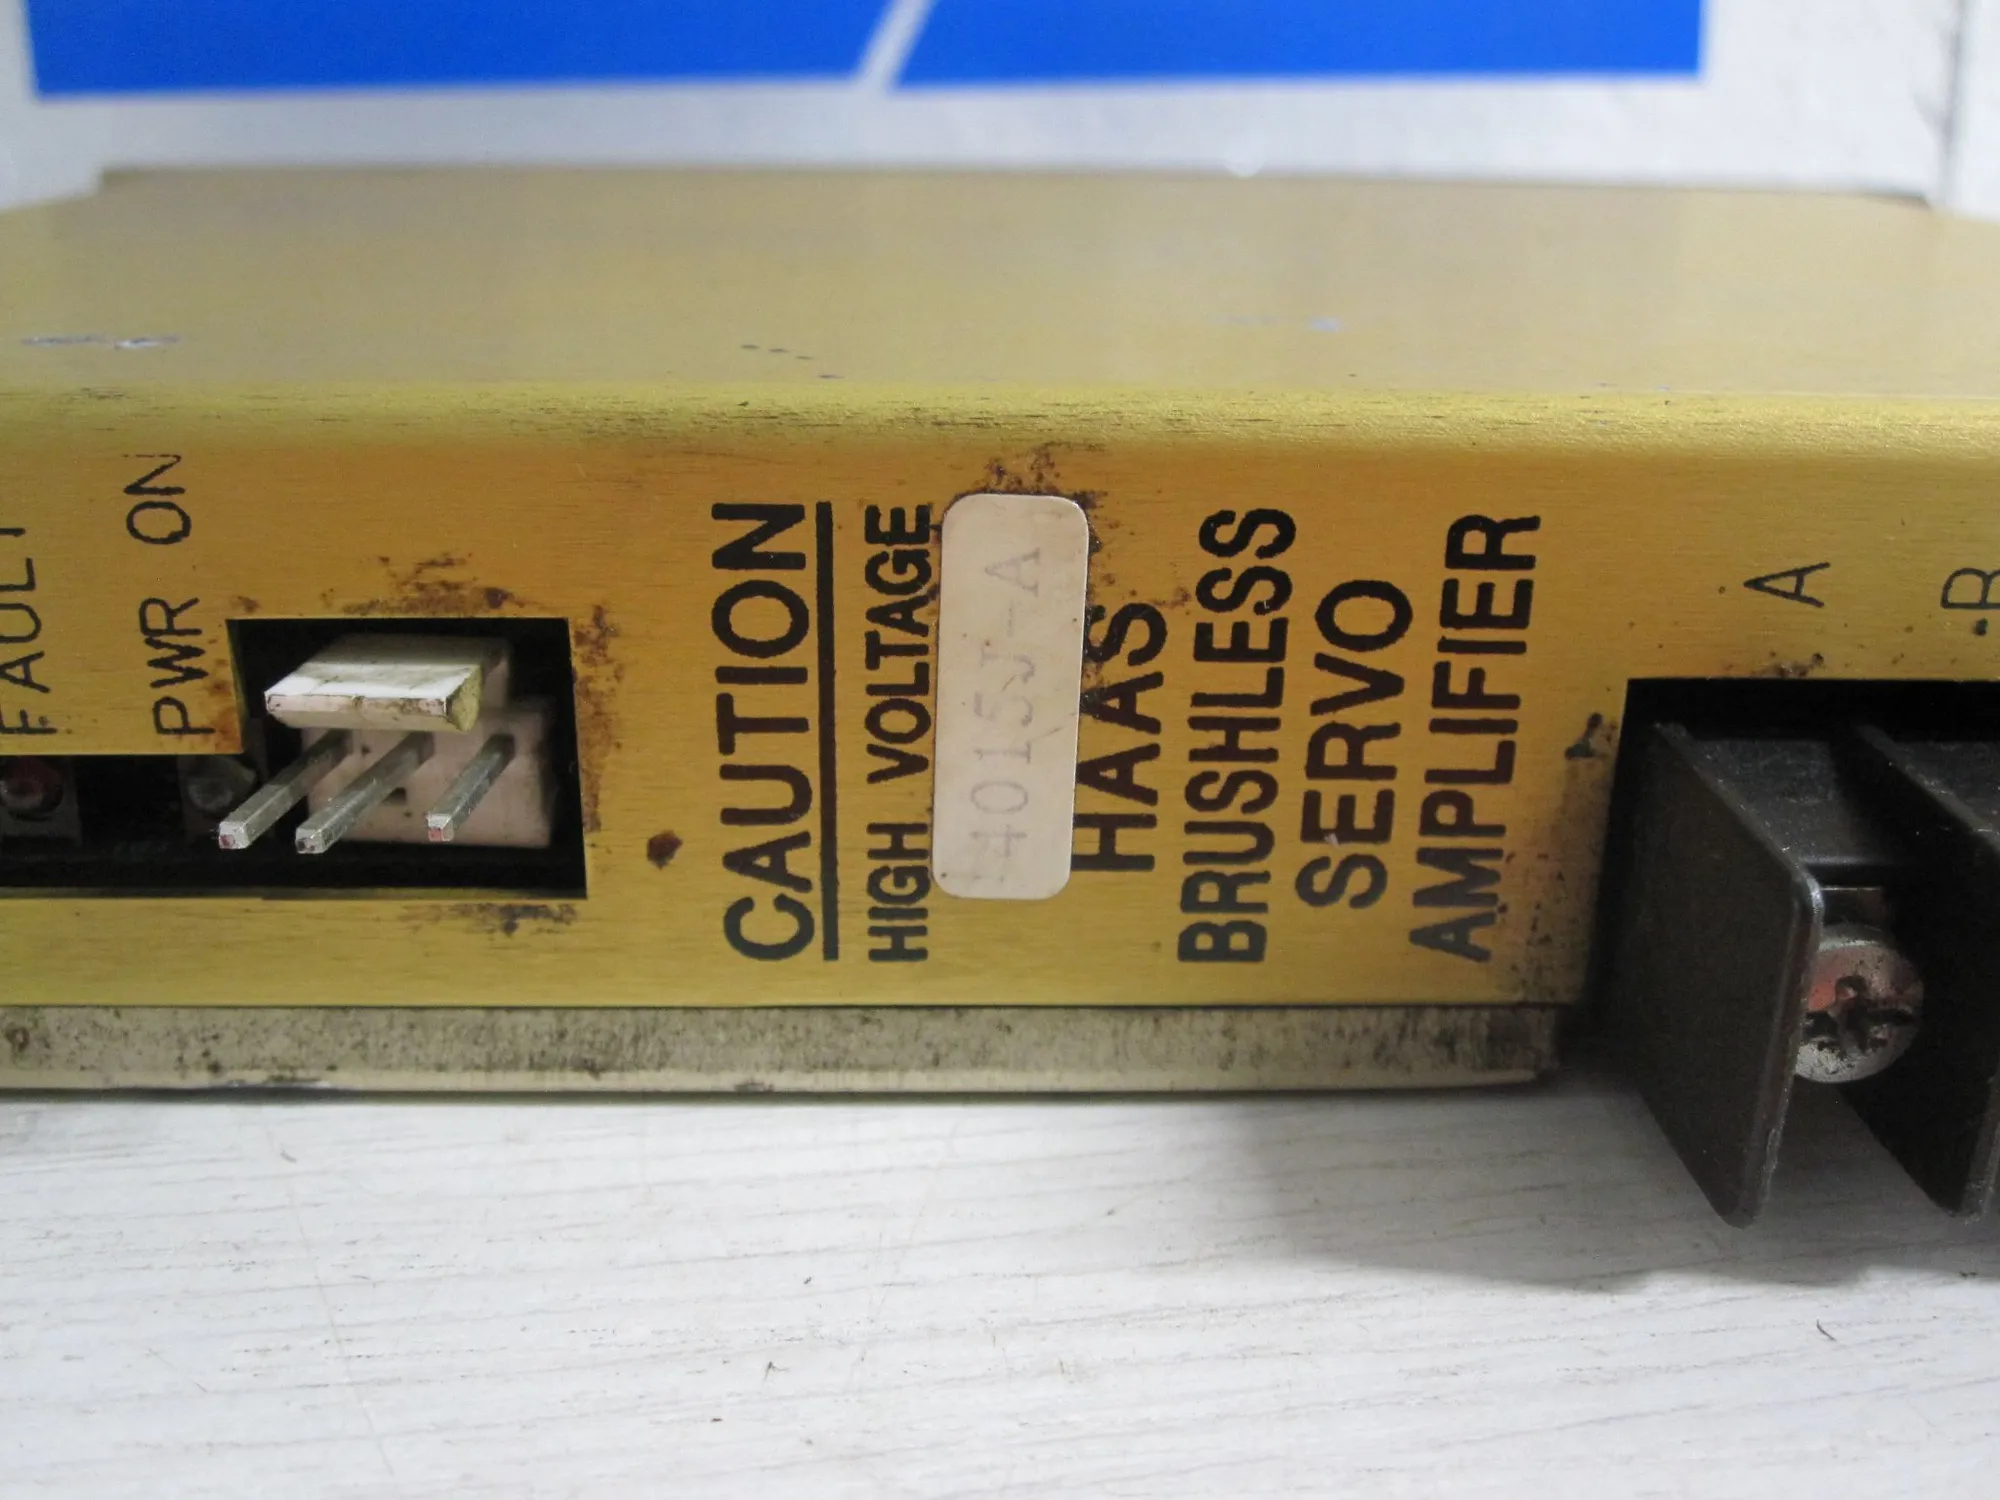 FAULT
PWR ON
CAUTION
HIGH VOLTAGE
4015J-A
HAAS
BRUSHLESS
SERVO
AMPLIFIER
A
B